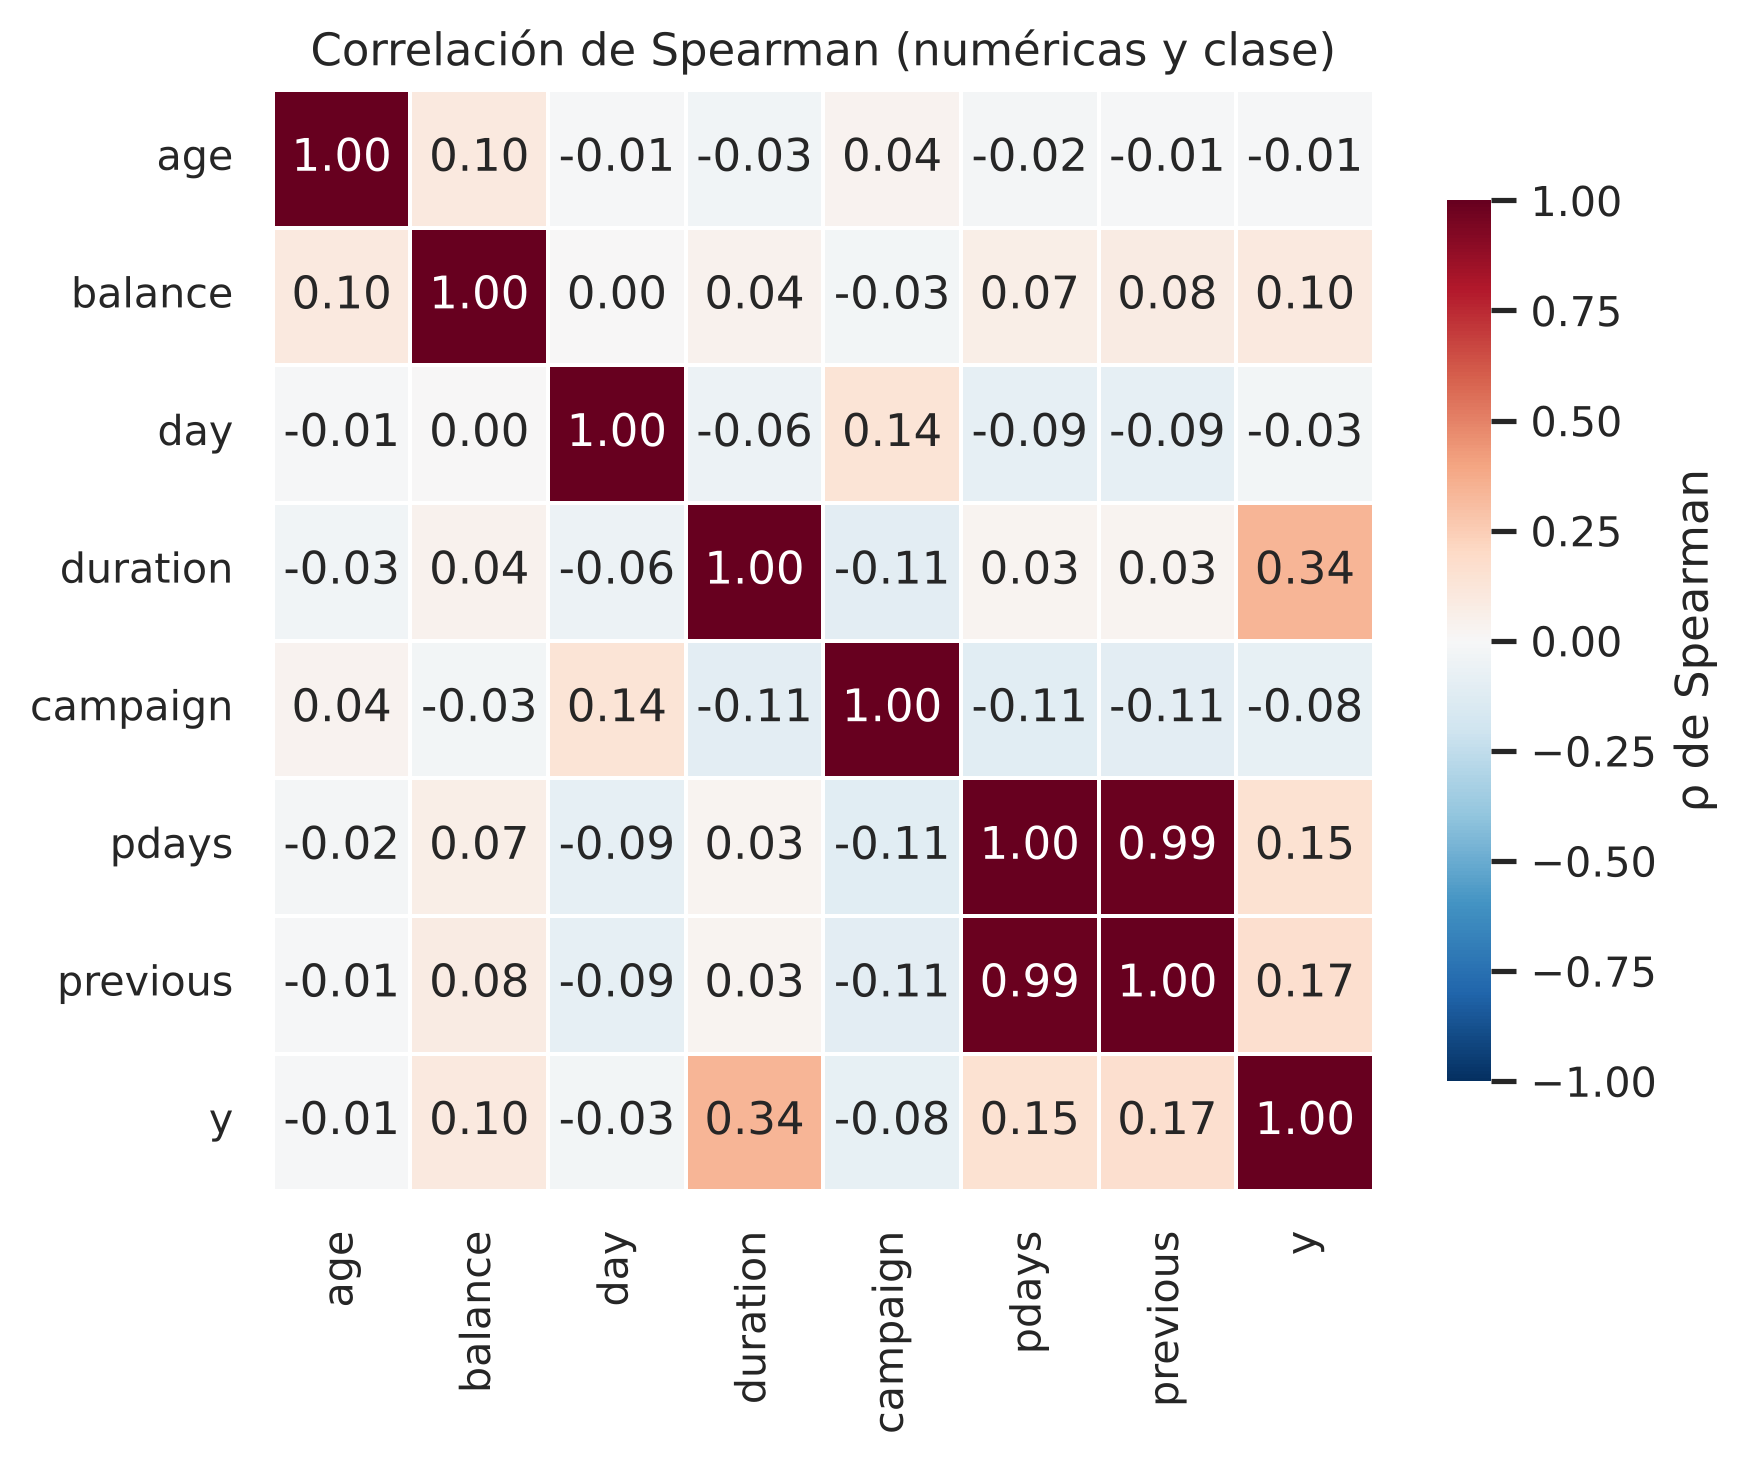 Correlación de Spearman (numéricas y clase)
age 1.00 0.10 -0.01 -0.03 0.04 -0.02 -0.01 -0.01
balance 0.10 1.00 0.00 0.04 -0.03 0.07 0.08 0.10
day -0.01 0.00 1.00 -0.06 0.14 -0.09 -0.09 -0.03
duration -0.03 0.04 -0.06 1.00 -0.11 0.03 0.03 0.34
campaign 0.04 -0.03 0.14 -0.11 1.00 -0.11 -0.11 -0.08
pdays -0.02 0.07 -0.09 0.03 -0.11 1.00 0.99 0.15
previous -0.01 0.08 -0.09 0.03 -0.11 0.99 1.00 0.17
y -0.01 0.10 -0.03 0.34 -0.08 0.15 0.17 1.00
age balance day duration campaign pdays previous y
1.00
0.75
0.50
0.25
0.00
−0.25
−0.50
−0.75
−1.00
ρ de Spearman